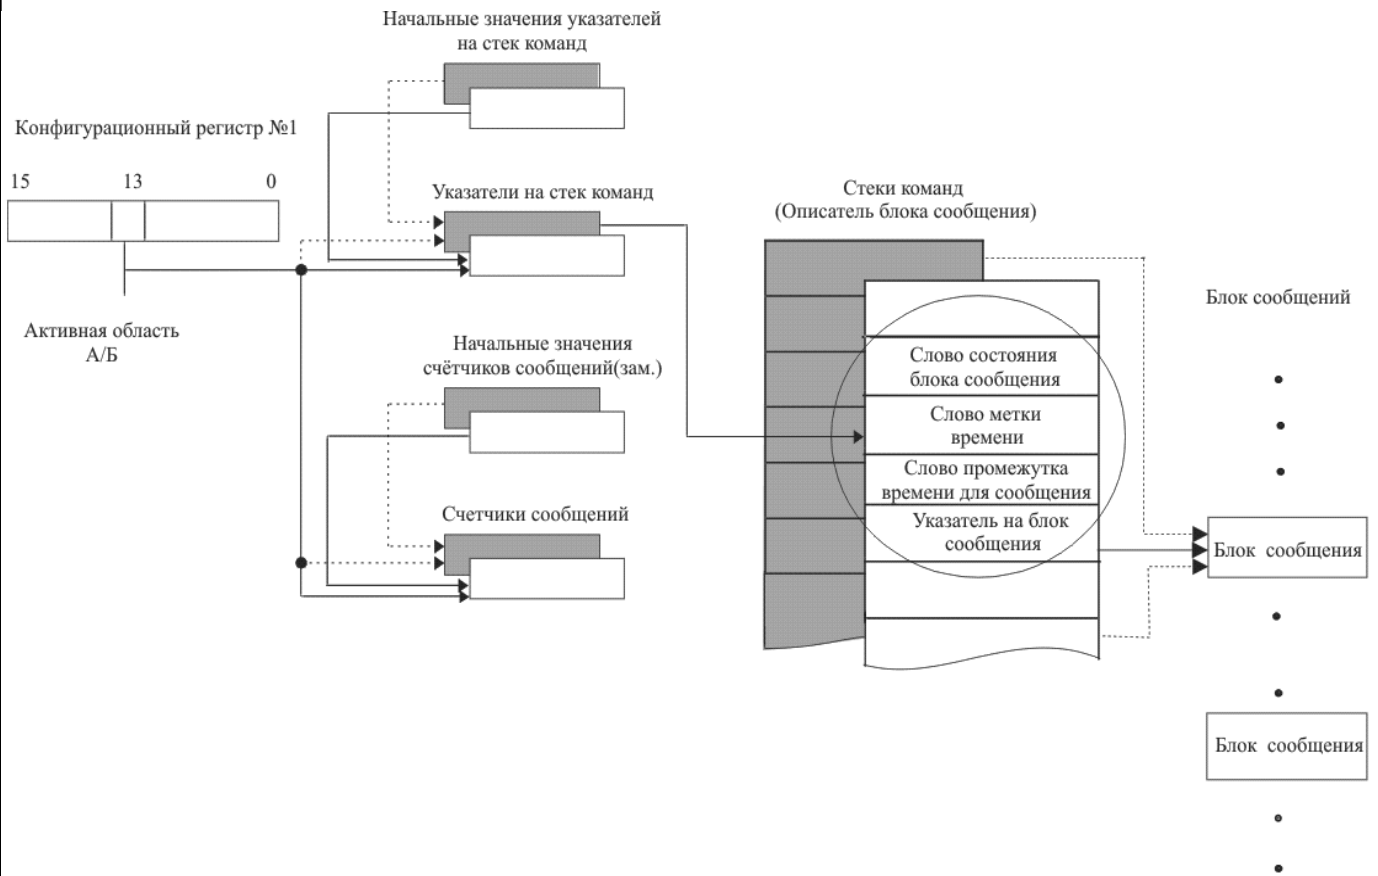 Начальные значения указателей
на стек команд
Конфигурационный регистр №1
15 13 0
Указатели на стек команд
Стеки команд
(Описатель блока сообщения)
Блок сообщений
Активная область
А/Б
Начальные значения
счётчиков сообщений(зам.)
Слово состояния
блока сообщения
Слово метки
времени
Слово промежутка
времени для сообщения
Указатель на блок
сообщения
Счетчики сообщений
Блок сообщения
Блок сообщения